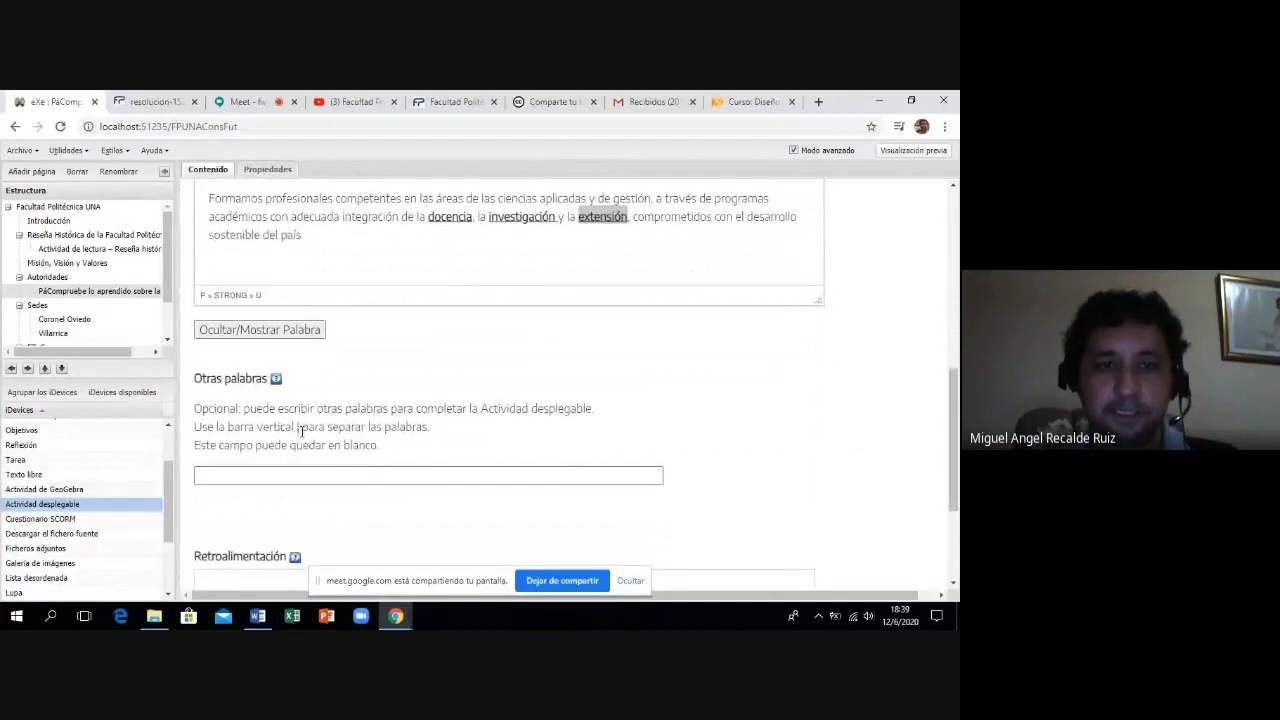 eXe : PáComp
resolucion-15
Meet - fw
(3) Facultad P
Facultad Polité
Comparte tu t
Recibidos (20
Curso: Diseño
localhost:51235/FPUNAConsFut
Archivo
Utilidades
Estilos
Ayuda
Modo avanzado
Visualización previa
Añadir página
Borrar
Renombrar
Contenido
Propiedades
Estructura
Facultad Politécnica UNA
Introducción
Reseña Histórica de la Facultad Politéc
Actividad de lectura – Reseña histór
Misión, Visión y Valores
Autoridades
PáCompruebe lo aprendido sobre la
Sedes
Coronel Oviedo
Villarrica
Agrupar los iDevices
iDevices disponibles
iDevices
Objetivos
Reflexión
Tarea
Texto libre
Actividad de GeoGebra
Actividad desplegable
Cuestionario SCORM
Descargar el fichero fuente
Ficheros adjuntos
Galería de imágenes
Lista desordenada
Lupa
Formamos profesionales competentes en las áreas de las ciencias aplicadas y de gestión, a través de programas
académicos con adecuada integración de la docencia, la investigación y la extensión, comprometidos con el desarrollo
sostenible del país
P » STRONG » U
Ocultar/Mostrar Palabra
Otras palabras
Opcional: puede escribir otras palabras para completar la Actividad desplegable.
Use la barra vertical | para separar las palabras.
Este campo puede quedar en blanco.
Retroalimentación
meet.google.com está compartiendo tu pantalla.
Dejar de compartir
Ocultar
18:39
12/6/2020
Miguel Angel Recalde Ruiz